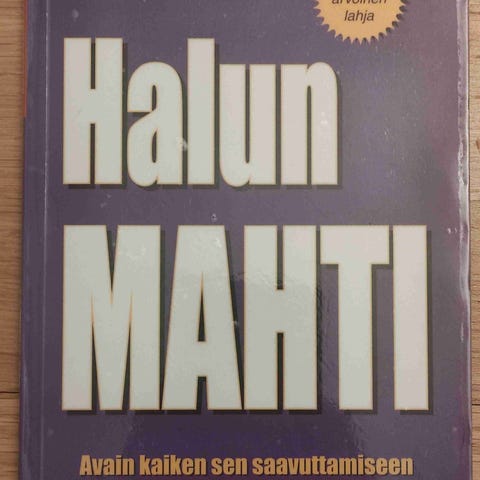 arvoinen
lahja
Halun
MAHTI
Avain kaiken sen saavuttamiseen